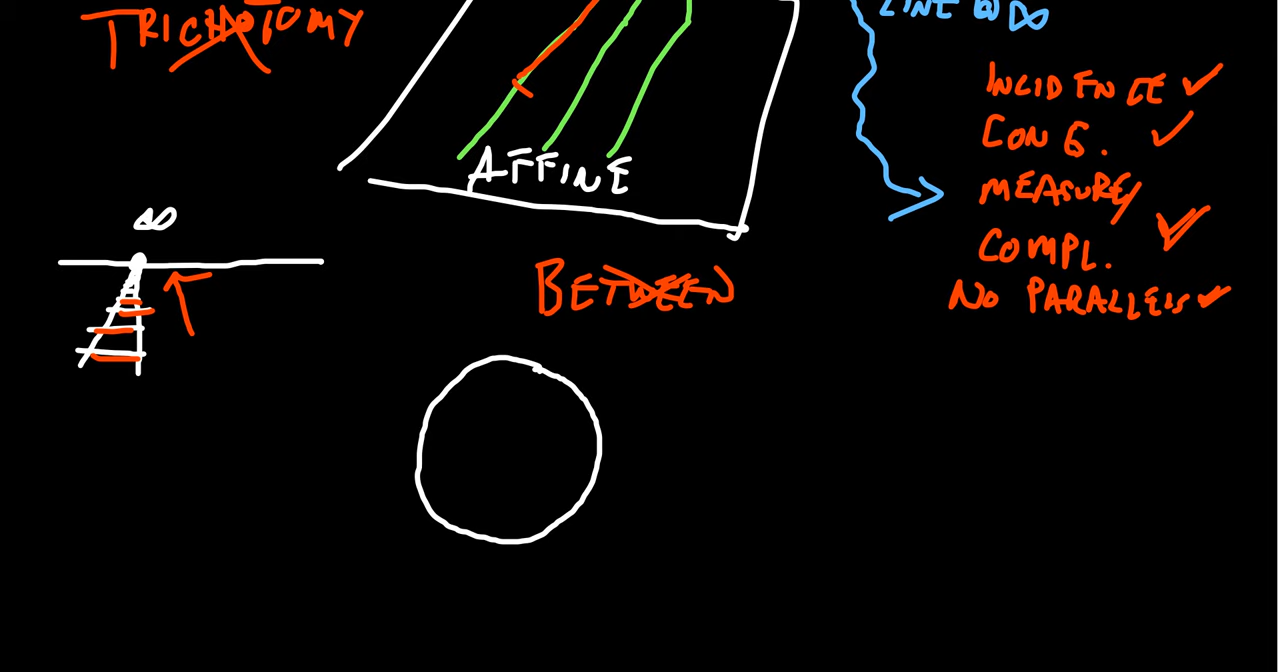 TRICHOTOMY
LINE @ ∞
INCIDENCE ✓
CONG. ✓
MEASURE/
COMPL. ✓
NO PARALLELS ✓
AFFINE
∞
BETWEEN